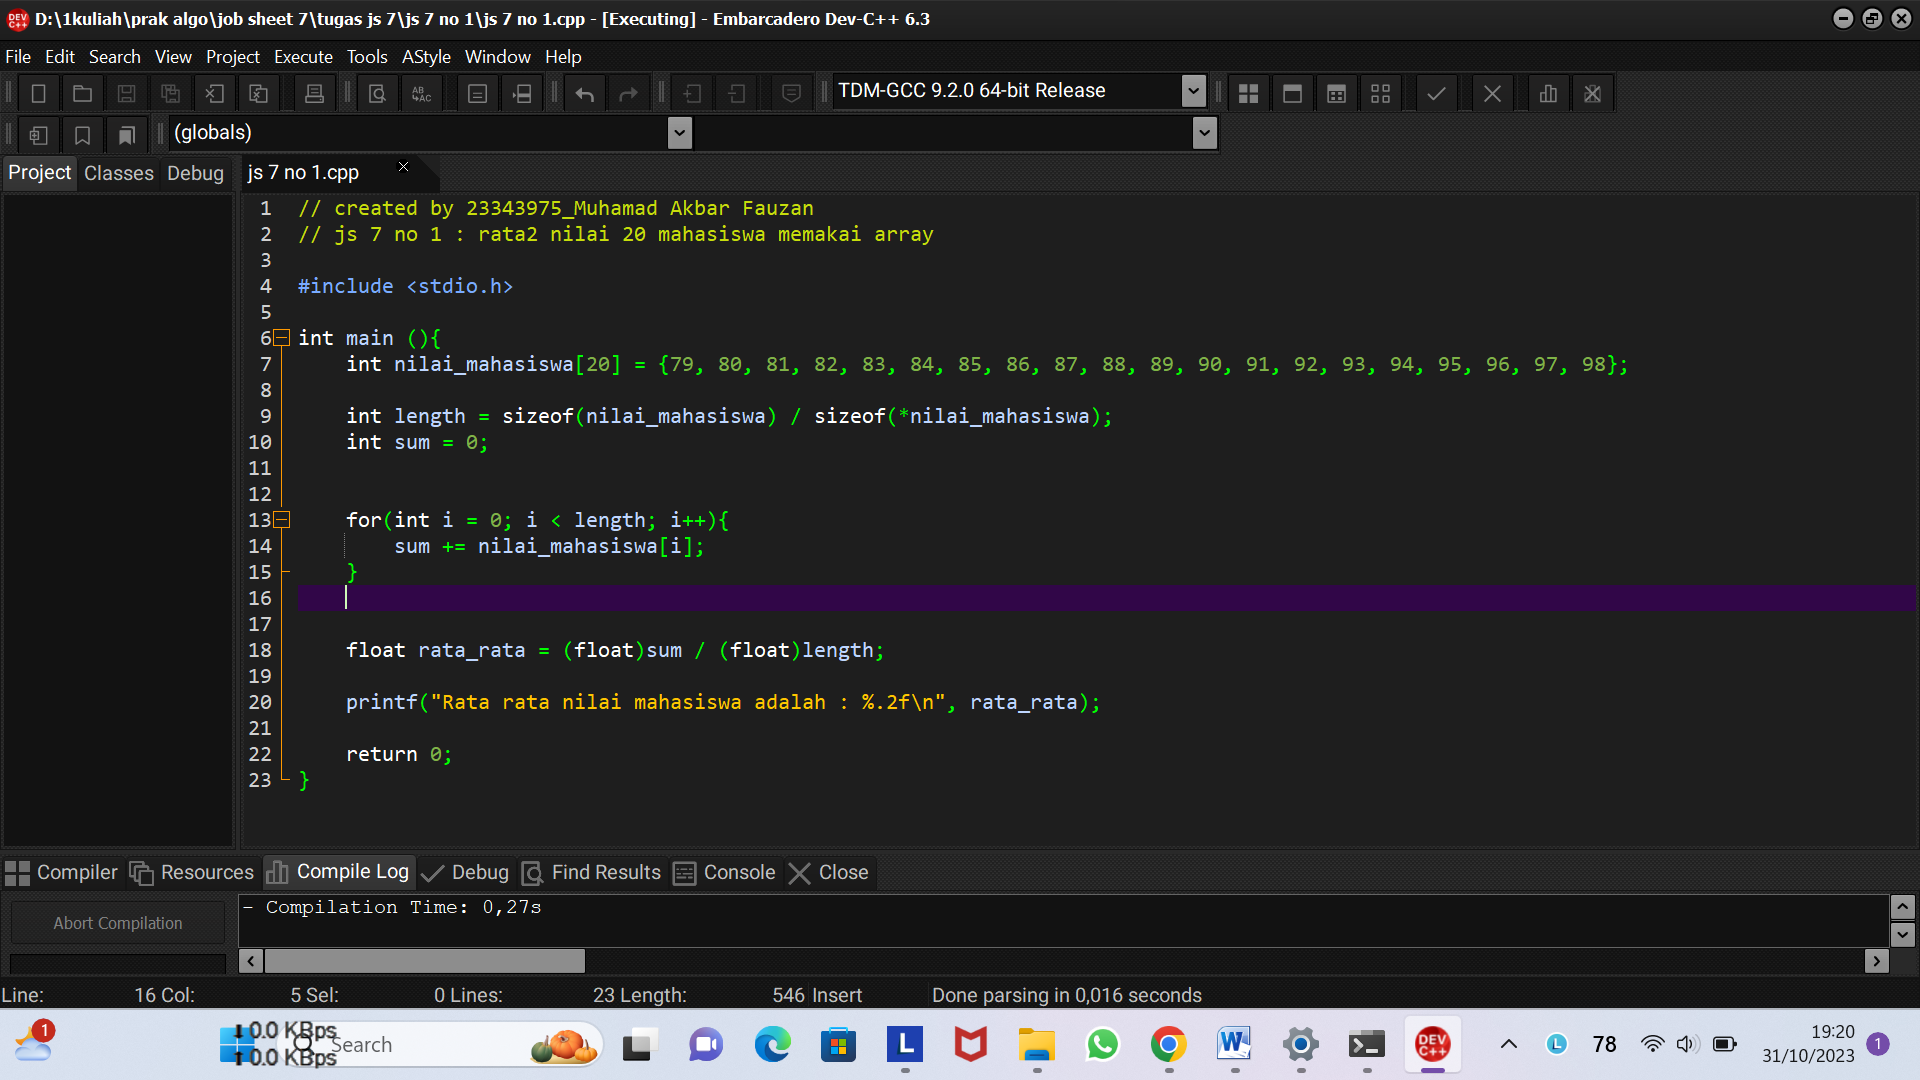 D:\1kuliah\prak algo\job sheet 7\tugas js 7\js 7 no 1\js 7 no 1.cpp - [Executing] - Embarcadero Dev-C++ 6.3
File Edit Search View Project Execute Tools AStyle Window Help
TDM-GCC 9.2.0 64-bit Release
(globals)
Project Classes Debug js 7 no 1.cpp
1 // created by 23343975_Muhamad Akbar Fauzan
2 // js 7 no 1 : rata2 nilai 20 mahasiswa memakai array
3
4 #include <stdio.h>
5
6 int main (){
7 int nilai_mahasiswa[20] = {79, 80, 81, 82, 83, 84, 85, 86, 87, 88, 89, 90, 91, 92, 93, 94, 95, 96, 97, 98};
8
9 int length = sizeof(nilai_mahasiswa) / sizeof(*nilai_mahasiswa);
10 int sum = 0;
11
12
13 for(int i = 0; i < length; i++){
14 sum += nilai_mahasiswa[i];
15 }
16
17
18 float rata_rata = (float)sum / (float)length;
19
20 printf("Rata rata nilai mahasiswa adalah : %.2f\n", rata_rata);
21
22 return 0;
23 }
Compiler Resources Compile Log Debug Find Results Console Close
Abort Compilation
- Compilation Time: 0,27s
Line: 16 Col: 5 Sel: 0 Lines: 23 Length: 546 Insert Done parsing in 0,016 seconds
1
0.0 KBps
0.0 KBps
Search
L
DEV C++
L
78
19:20
31/10/2023
1